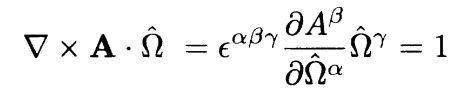 ∇ × 𝐀 · Ω̂ = ϵ^{αβγ} ∂A^β/∂Ω̂^α Ω̂^γ = 1